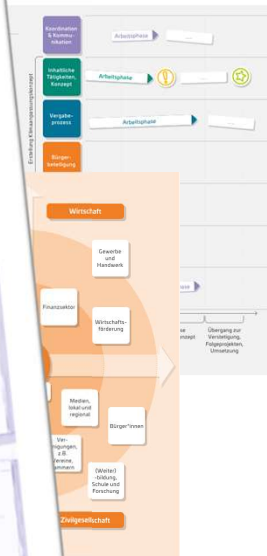 Koordination
& Kommu-
nikation
Arbeitsphase
...
Erstellung Klimaanpassungskonzept
Inhaltliche
Tätigkeiten,
Konzept
Arbeitsphase
...
Vergabe-
prozess
Arbeitsphase
...
Bürger-
beteiligung
Übergang zur
Verstetigung,
Folgeprojekten,
Umsetzung
Wirtschaft
Gewerbe
und
Handwerk
Finanzsektor
Wirtschafts-
förderung
Medien,
lokal und
regional
Bürger*innen
Ver-
z.B.
Vereine,
(Weiter)
-bildung,
Schule und
Forschung
Zivilgesellschaft